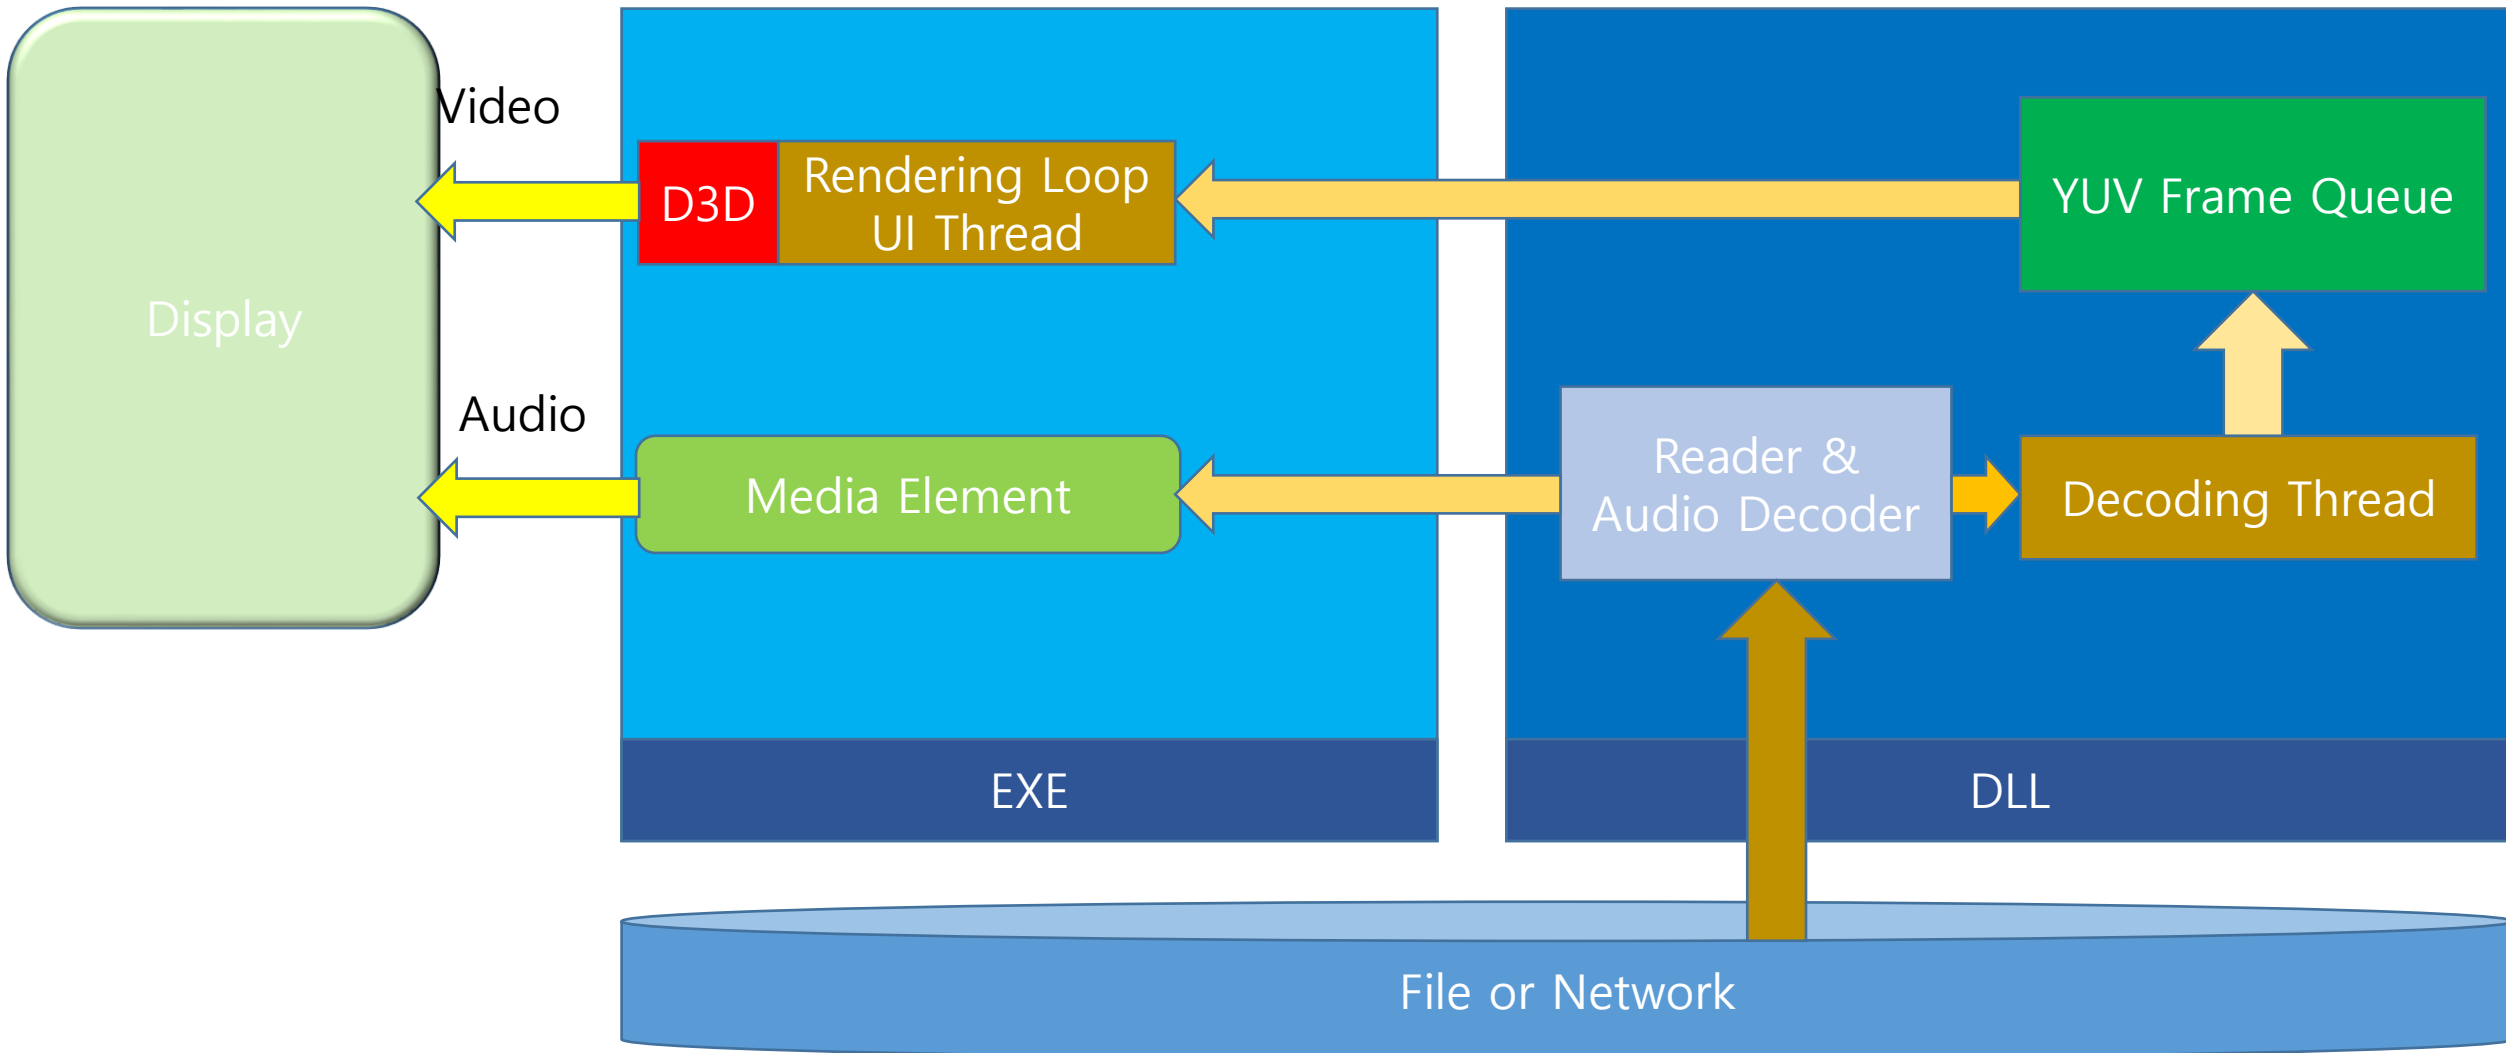 Video
D3D
Rendering Loop
UI Thread
YUV Frame Queue
Display
Audio
Media Element
Reader &
Audio Decoder
Decoding Thread
EXE
DLL
File or Network